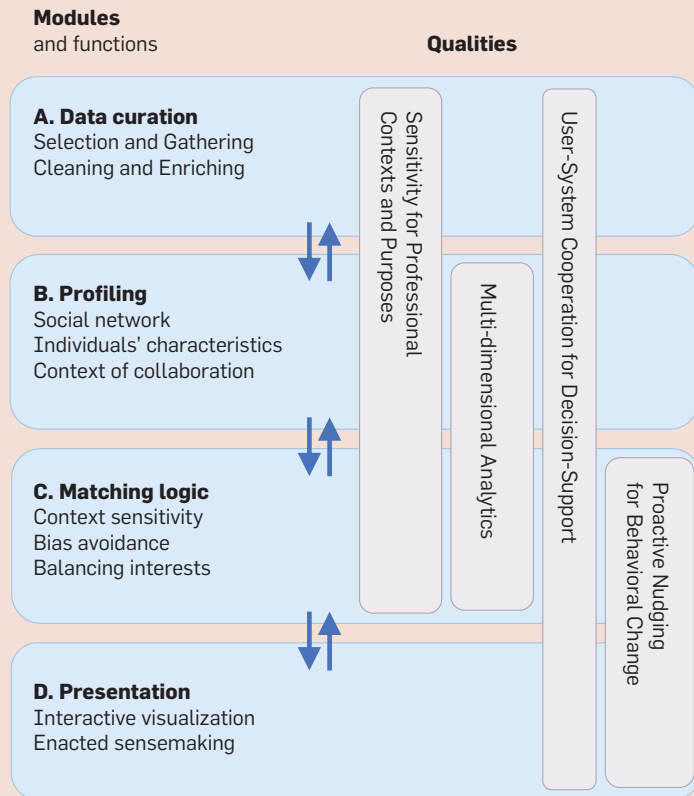 Modules
and functions
Qualities
A. Data curation
Selection and Gathering
Cleaning and Enriching
B. Profiling
Social network
Individuals’ characteristics
Context of collaboration
C. Matching logic
Context sensitivity
Bias avoidance
Balancing interests
D. Presentation
Interactive visualization
Enacted sensemaking
Sensitivity for Professional
Contexts and Purposes
Multi-dimensional Analytics
User-System Cooperation for Decision-Support
Proactive Nudging
for Behavioral Change